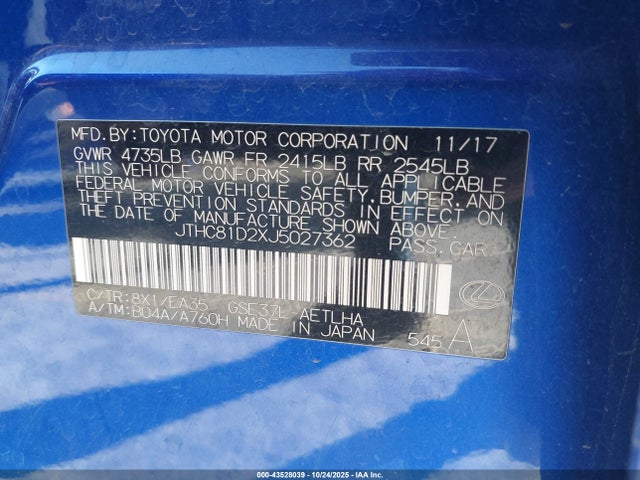 MFD.BY:TOYOTA MOTOR CORPORATION 11/17
GVWR 4735LB GAWR FR 2415LB RR 2545LB
THIS VEHICLE CONFORMS TO ALL APPLICABLE
FEDERAL MOTOR VEHICLE SAFETY,BUMPER,AND
THEFT PREVENTION STANDARDS IN EFFECT ON
THE DATE OF MANUFACTURE SHOWN ABOVE.
JTHC81D2XJ5027362 PASS.CAR
C/TR:8X1/EA35 GSE37L-AETLHA
A/TM:B04A/A760H MADE IN JAPAN 545 A
000-43528039 | 10/24/2025 | IAA Inc.